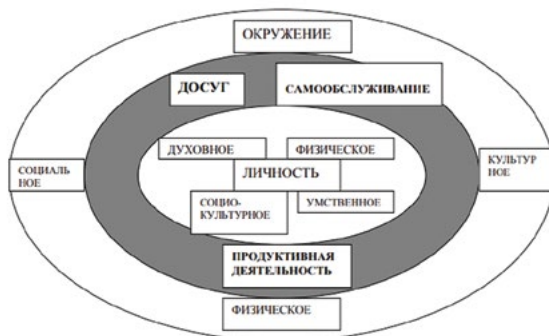 ОКРУЖЕНИЕ
ДОСУГ
САМООБСЛУЖИВАНИЕ
ДУХОВНОЕ
ФИЗИЧЕСКОЕ
СОЦИАЛЬ
НОЕ
ЛИЧНОСТЬ
КУЛЬТУР
НОЕ
СОЦИО-
КУЛЬТУРНОЕ
УМСТВЕННОЕ
ПРОДУКТИВНАЯ
ДЕЯТЕЛЬНОСТЬ
ФИЗИЧЕСКОЕ